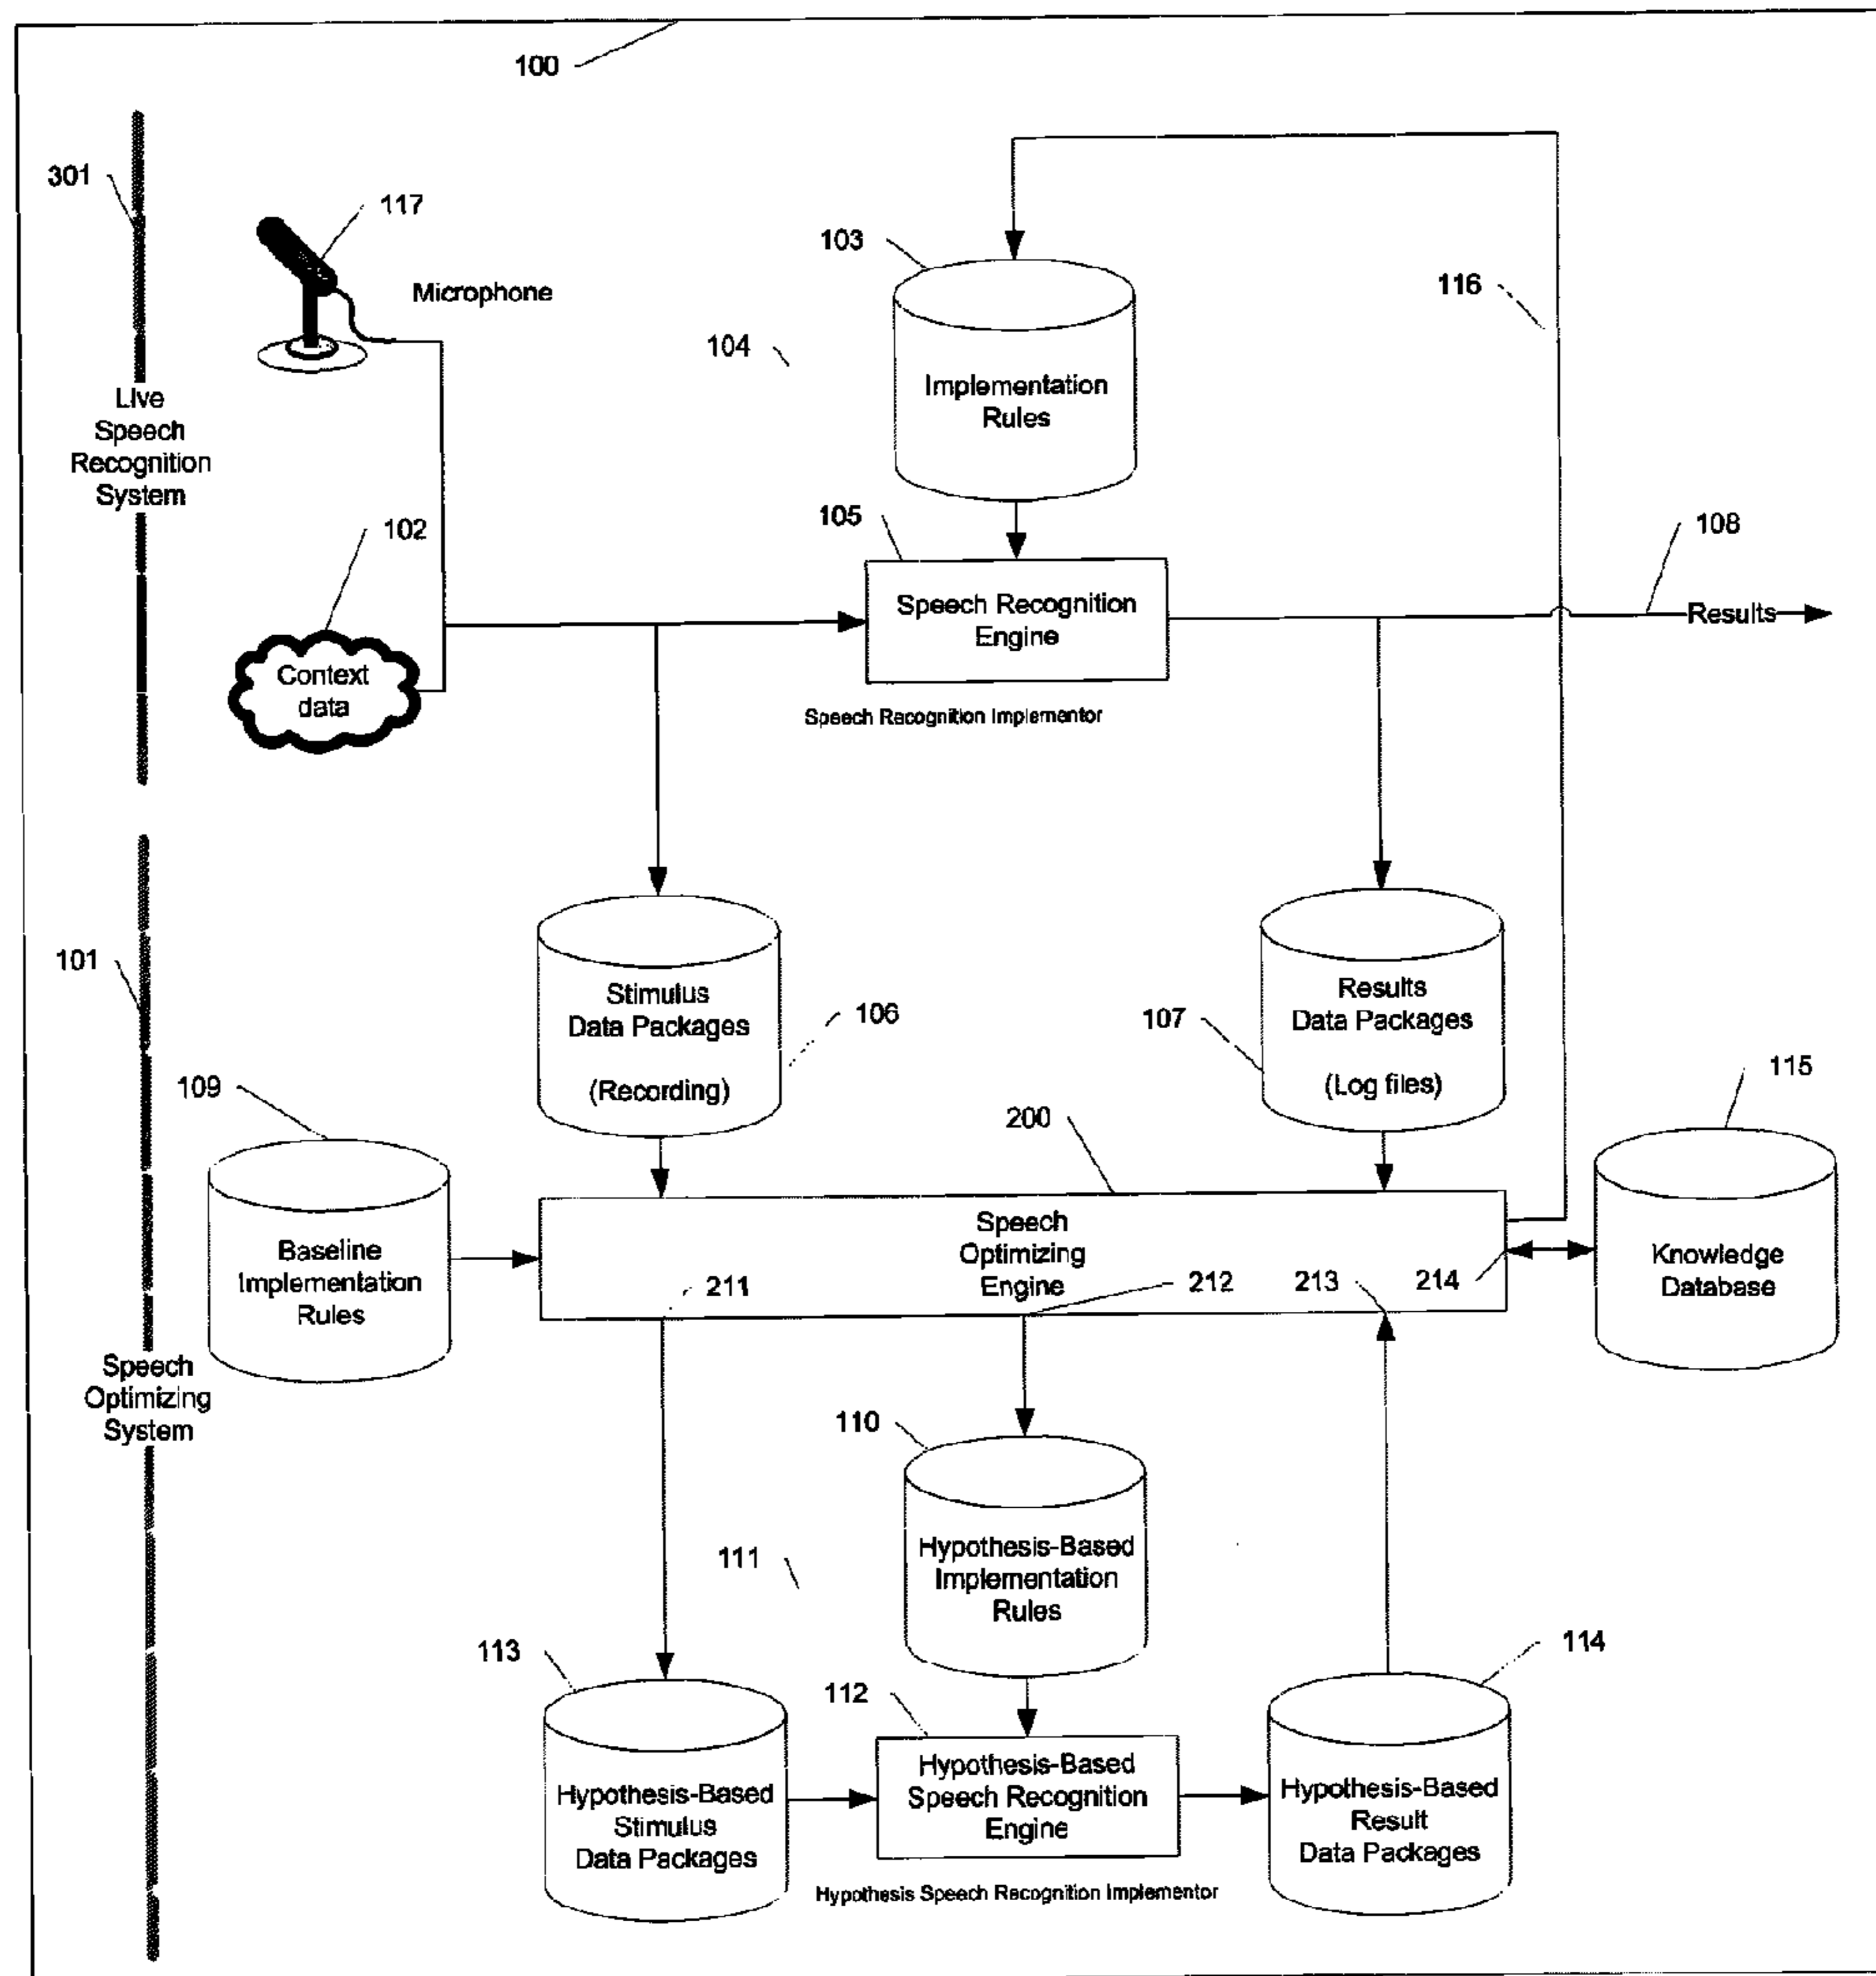 100
301
117
Microphone
103
116
104
Implementation
Rules
Live
Speech
Recognition
System
102
105
108
Speech Recognition
Engine
Results
Context
data
Speech Recognition Implementor
101
Stimulus
Data Packages
(Recording)
106
Results
Data Packages
(Log files)
107
109
200
115
Baseline
Implementation
Rules
Speech
Optimizing
Engine
211
212
213
214
Knowledge
Database
Speech
Optimizing
System
110
111
Hypothesis-Based
Implementation
Rules
113
112
114
Hypothesis-Based
Stimulus
Data Packages
Hypothesis-Based
Speech Recognition
Engine
Hypothesis-Based
Result
Data Packages
Hypothesis Speech Recognition Implementor